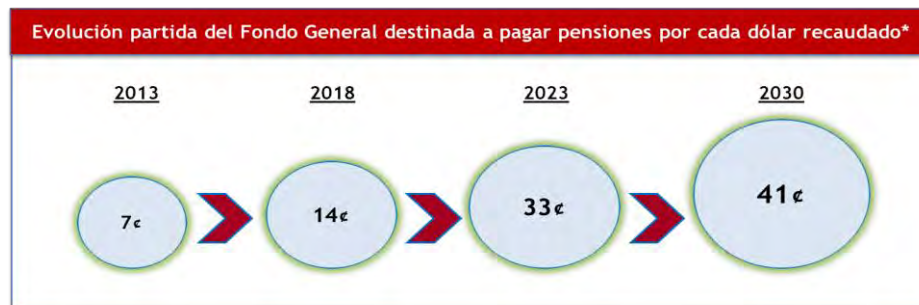 Evolución partida del Fondo General destinada a pagar pensiones por cada dólar recaudado*
2013 2018 2023 2030
7¢ 14¢ 33¢ 41¢